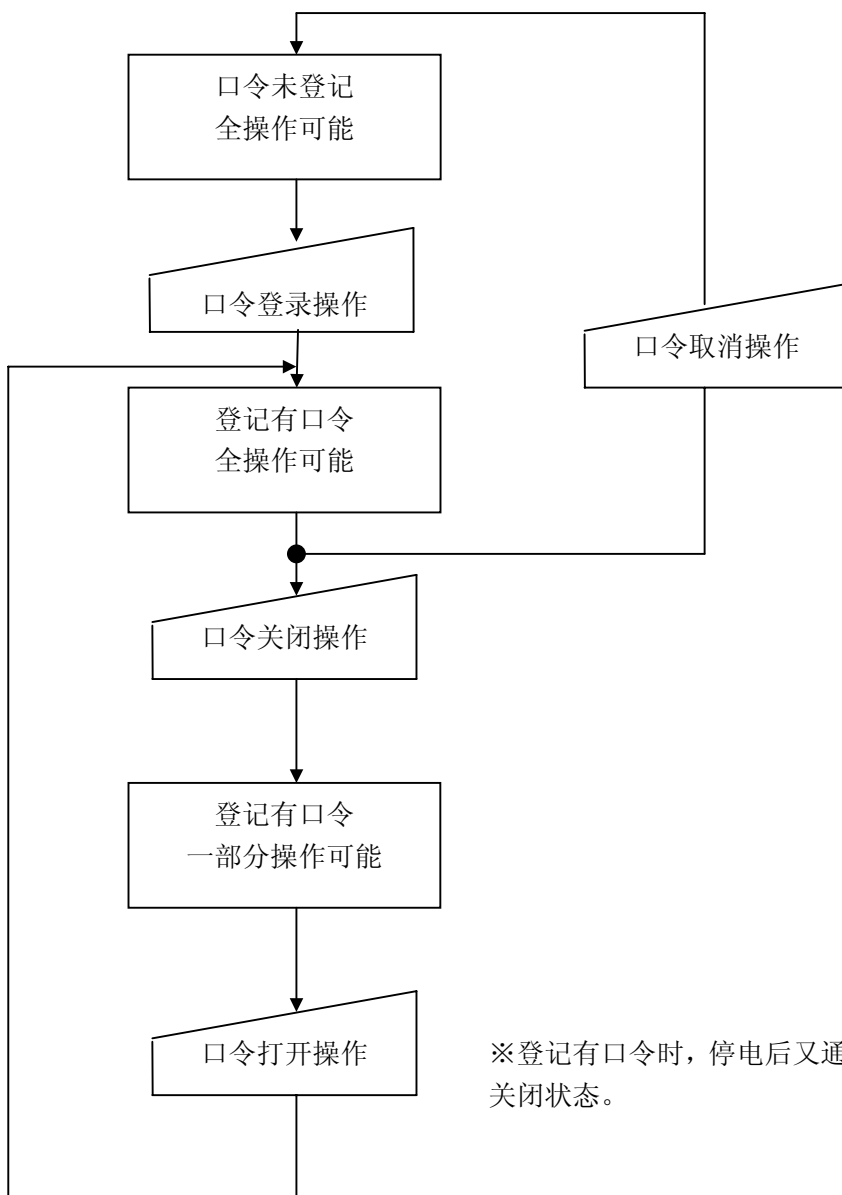 口令未登记
全操作可能
口令登录操作
口令取消操作
登记有口令
全操作可能
口令关闭操作
登记有口令
一部分操作可能
口令打开操作
※登记有口令时，停电后又通
关闭状态。